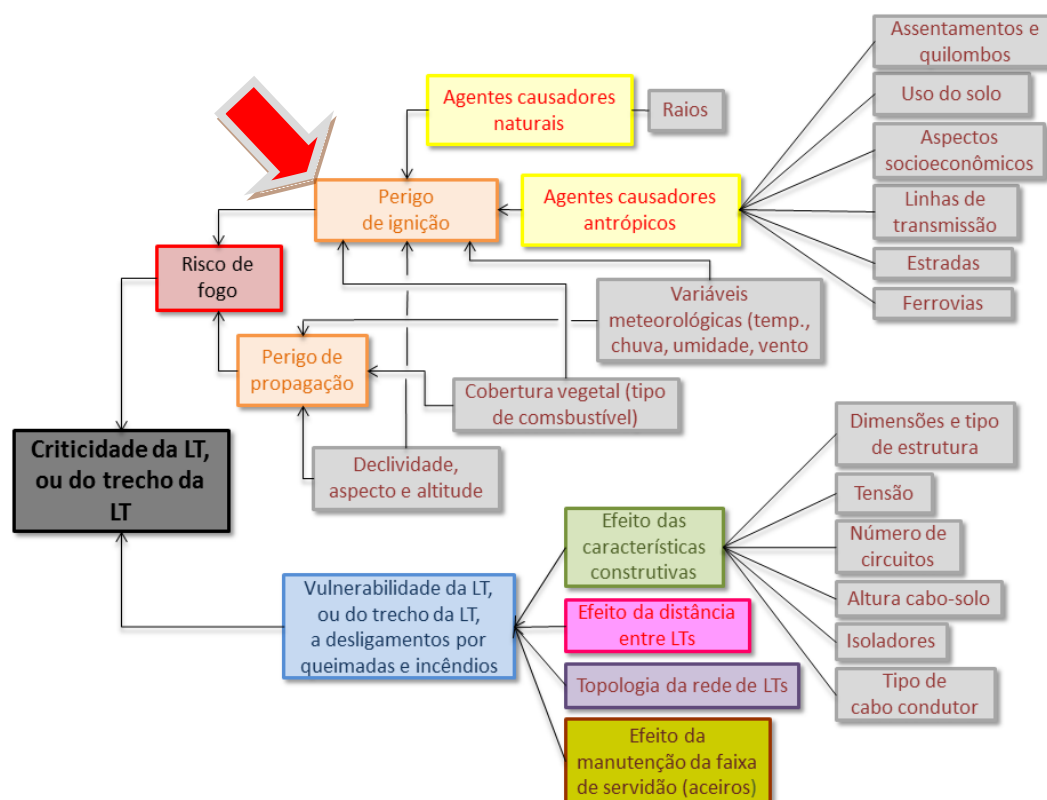 Assentamentos e
quilombos
Agentes causadores
naturais
Raios
Uso do solo
Aspectos
socioeconômicos
Perigo
de ignição
Agentes causadores
antrópicos
Linhas de
transmissão
Estradas
Ferrovias
Risco de
fogo
Variáveis
meteorológicas (temp.,
chuva, umidade, vento
Perigo de
propagação
Cobertura vegetal (tipo
de comsbustível)
Declividade,
aspecto e altitude
Criticidade da LT,
ou do trecho da
LT
Dimensões e tipo
de estrutura
Tensão
Efeito das
características
construtivas
Número de
circuitos
Altura cabo-solo
Isoladores
Tipo de
cabo condutor
Vulnerabilidade da LT,
ou do trecho da LT,
a desligamentos por
queimadas e incêndios
Efeito da distância
entre LTs
Topologia da rede de LTs
Efeito da
manutenção da faixa
de servidão (aceiros)